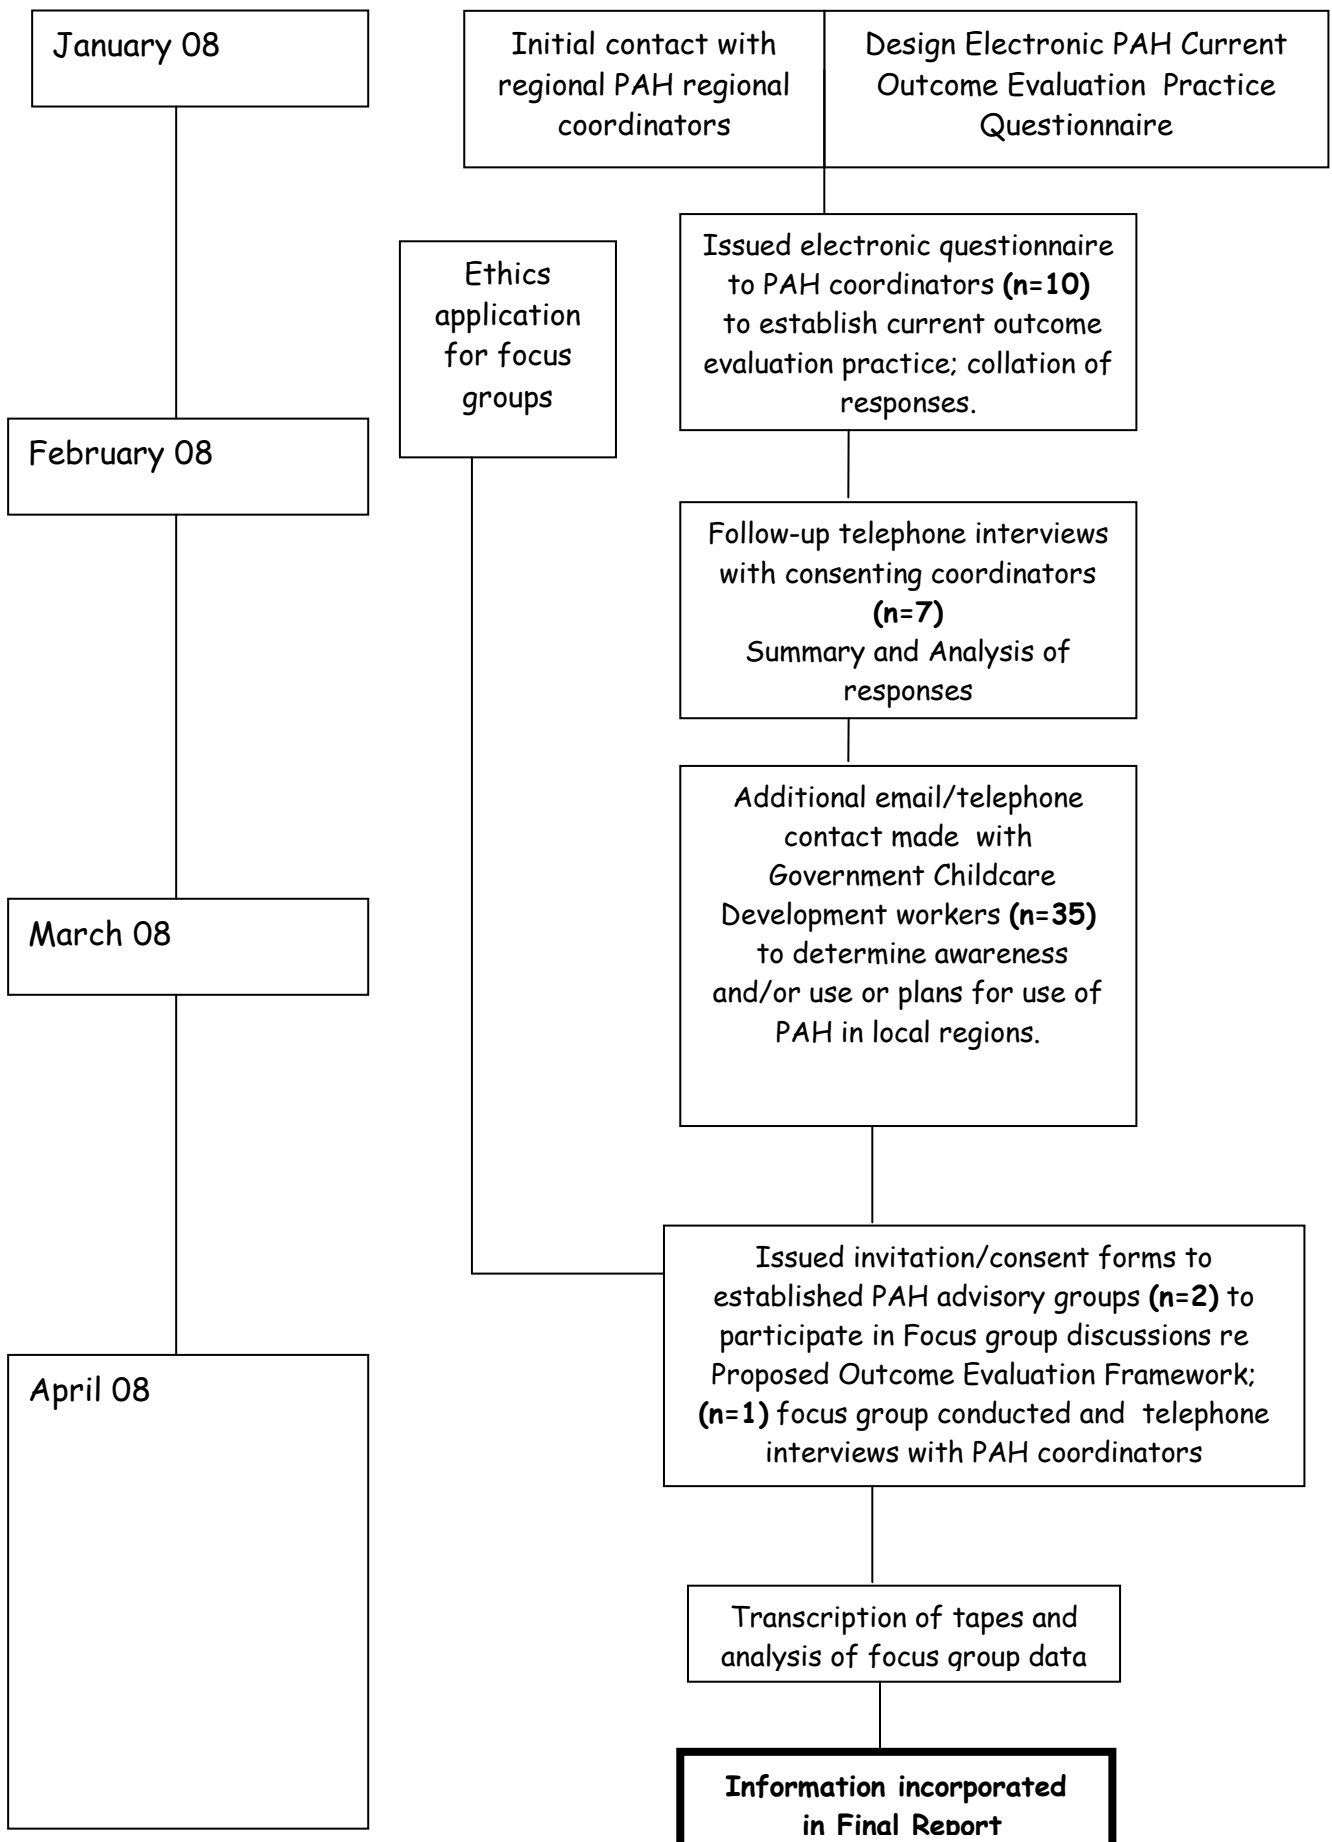 January 08
Initial contact with
regional PAH regional
coordinators
Design Electronic PAH Current
Outcome Evaluation Practice
Questionnaire
Ethics
application
for focus
groups
Issued electronic questionnaire
to PAH coordinators (n=10)
to establish current outcome
evaluation practice; collation of
responses.
February 08
Follow-up telephone interviews
with consenting coordinators
(n=7)
Summary and Analysis of
responses
Additional email/telephone
contact made with
Government Childcare
Development workers (n=35)
to determine awareness
and/or use or plans for use of
PAH in local regions.
March 08
Issued invitation/consent forms to
established PAH advisory groups (n=2) to
participate in Focus group discussions re
Proposed Outcome Evaluation Framework;
(n=1) focus group conducted and telephone
interviews with PAH coordinators
April 08
Transcription of tapes and
analysis of focus group data
Information incorporated
in Final Report